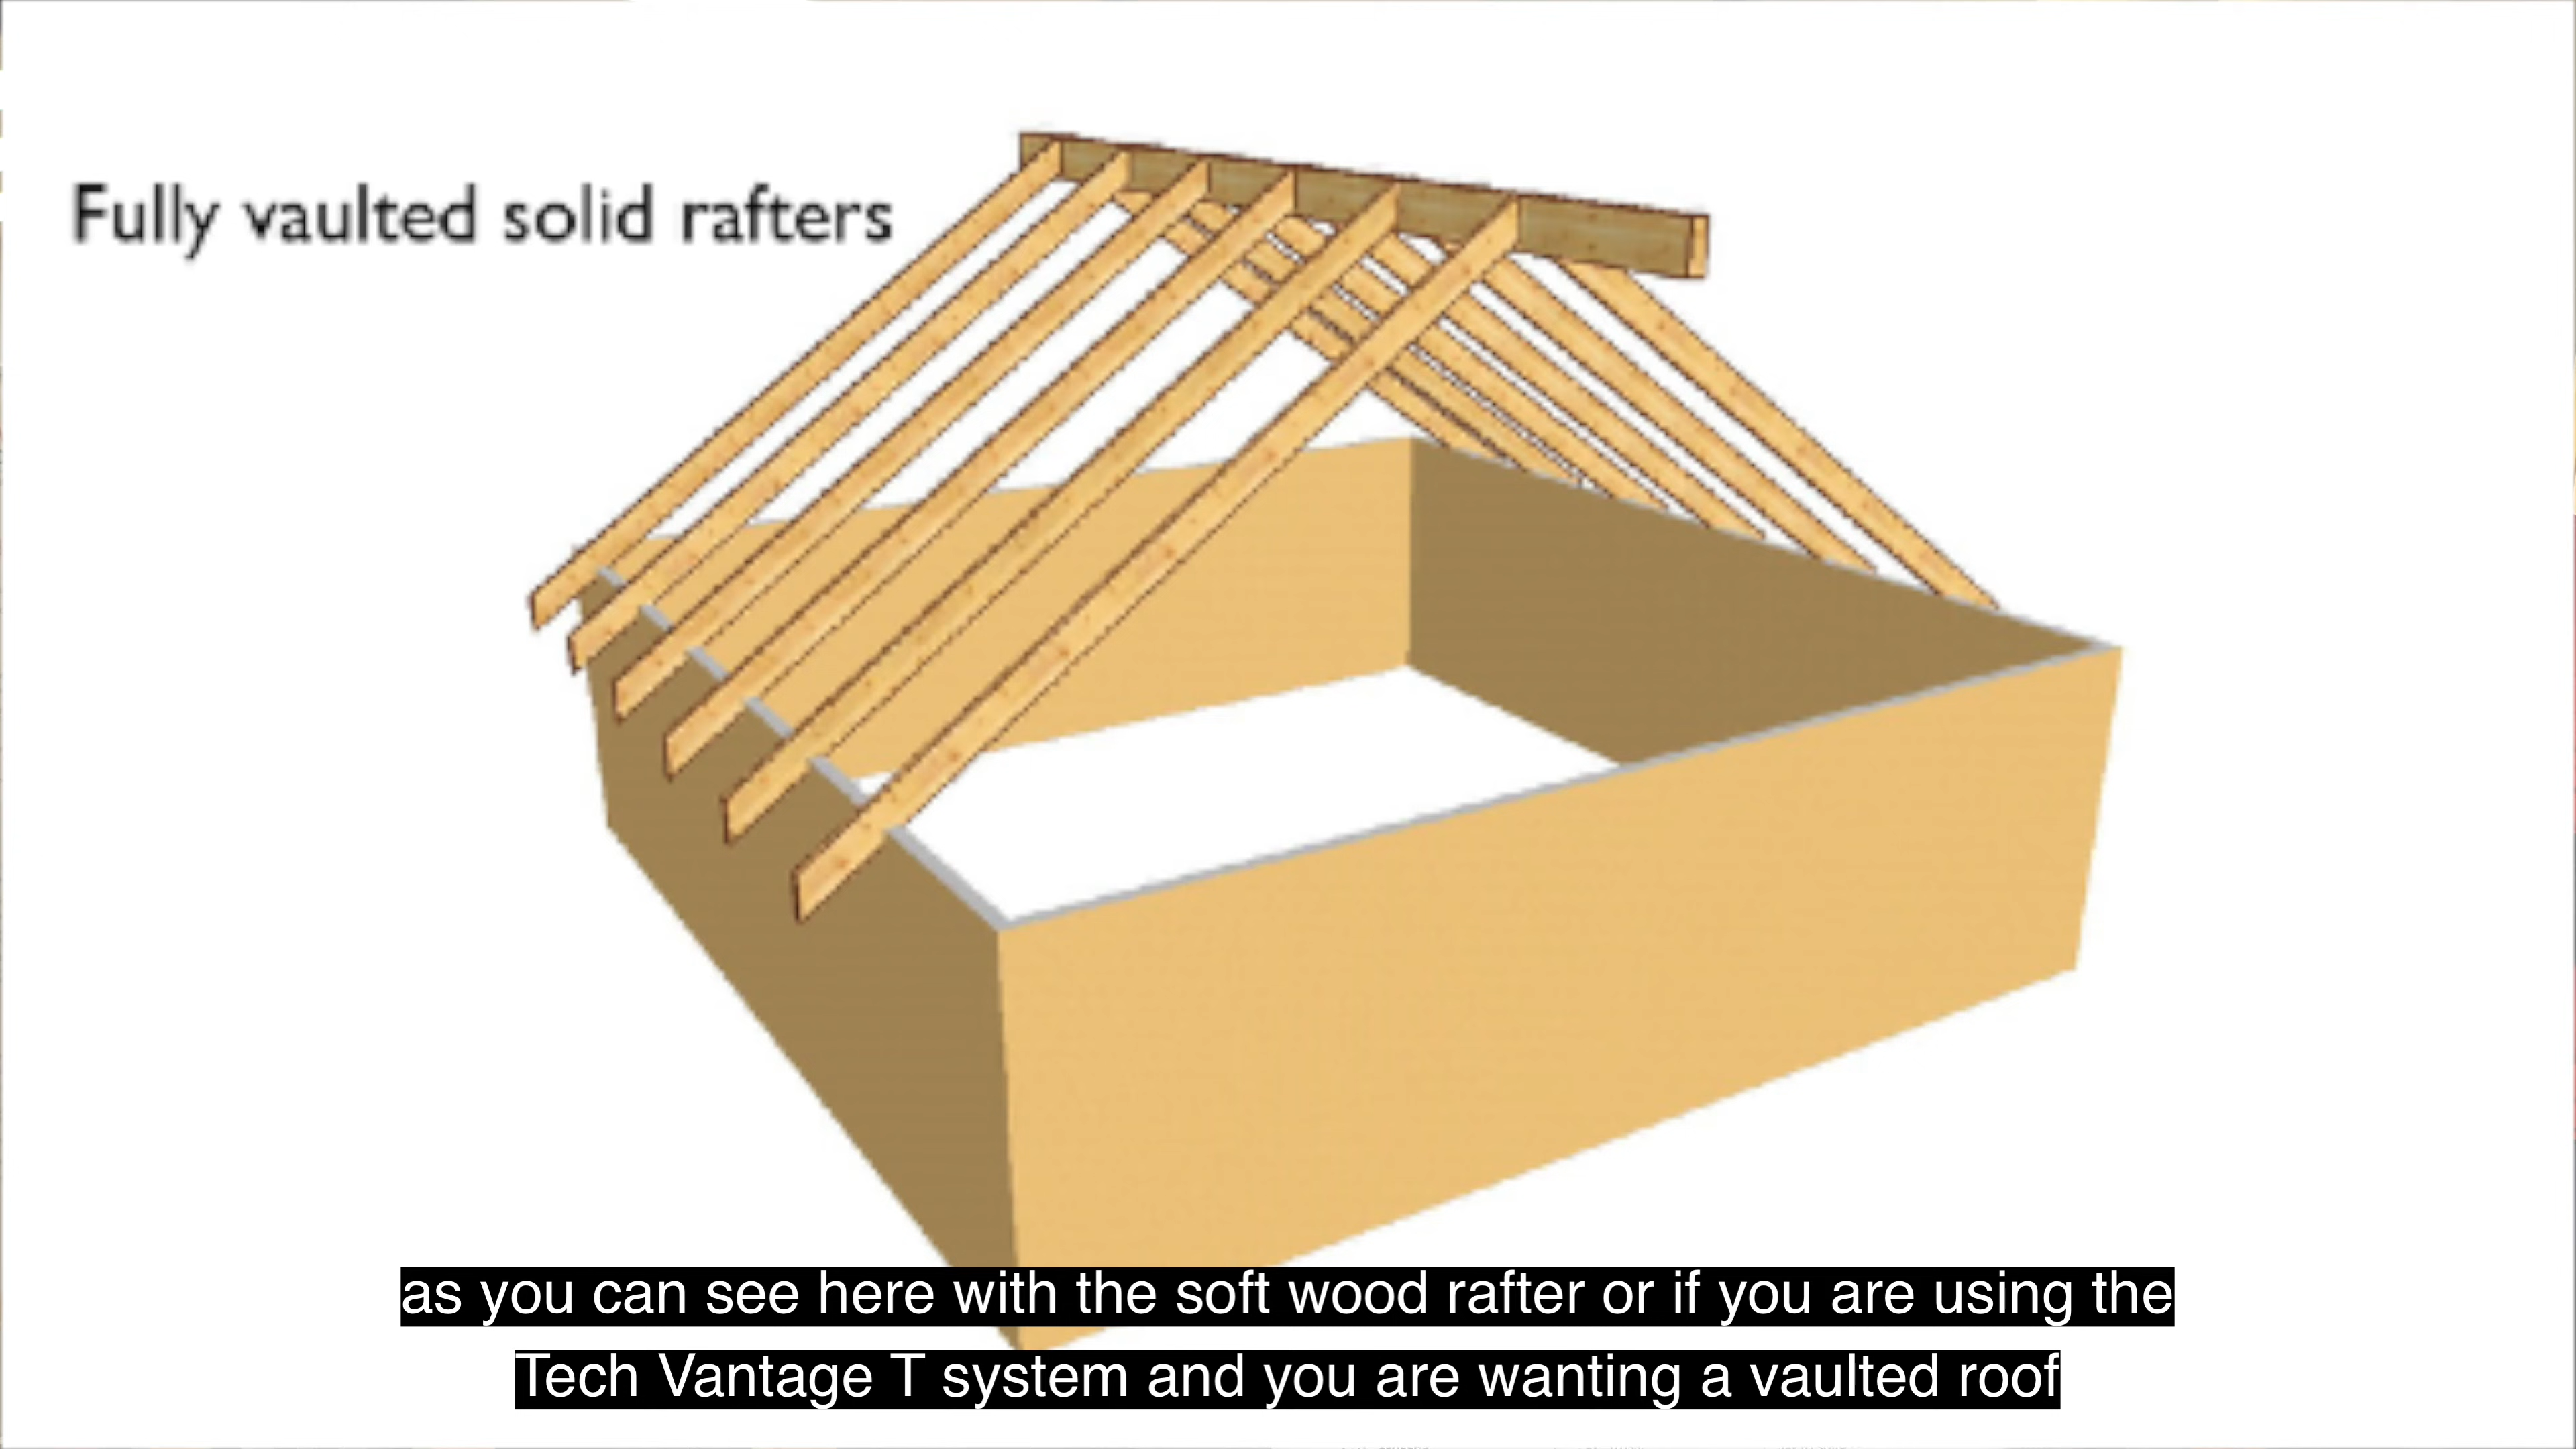 Fully vaulted solid rafters
as you can see here with the soft wood rafter or if you are using the
Tech Vantage T system and you are wanting a vaulted roof